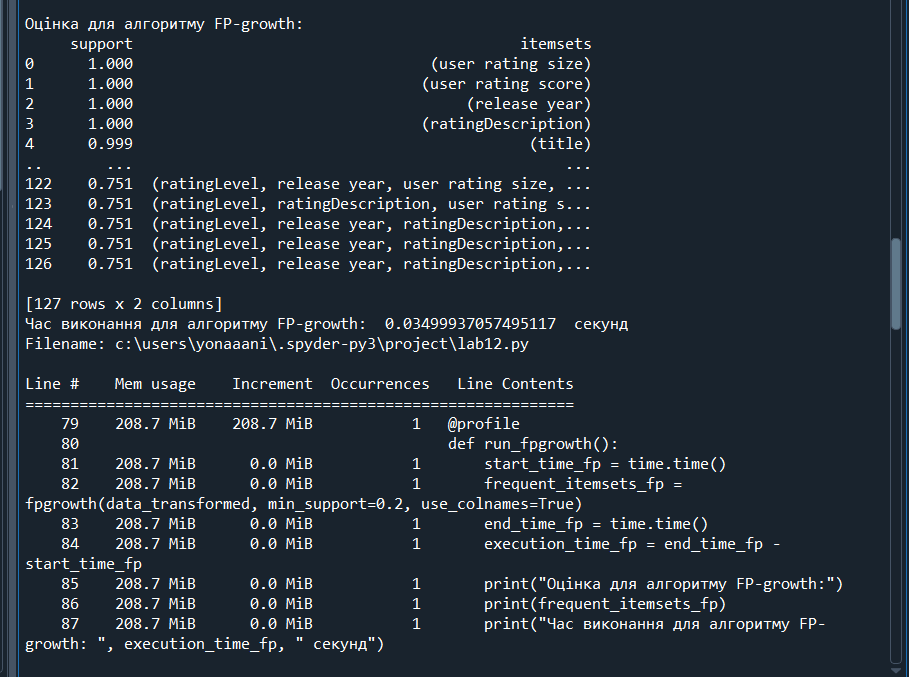 Оцінка для алгоритму FP-growth:
     support                                           itemsets
0      1.000                                 (user rating size)
1      1.000                                (user rating score)
2      1.000                                     (release year)
3      1.000                                (ratingDescription)
4      0.999                                            (title)
..       ...                                                ...
122    0.751  (ratingLevel, release year, user rating size, ...
123    0.751  (ratingLevel, ratingDescription, user rating s...
124    0.751  (ratingLevel, release year, ratingDescription,...
125    0.751  (ratingLevel, release year, ratingDescription,...
126    0.751  (ratingLevel, release year, ratingDescription,...
[127 rows x 2 columns]
Час виконання для алгоритму FP-growth:  0.03499937057495117  секунд
Filename: c:\users\yonaaani\.spyder-py3\project\lab12.py
Line #    Mem usage    Increment  Occurrences   Line Contents
=============================================================
    79    208.7 MiB    208.7 MiB           1   @profile
    80                                         def run_fpgrowth():
    81    208.7 MiB      0.0 MiB           1       start_time_fp = time.time()
    82    208.7 MiB      0.0 MiB           1       frequent_itemsets_fp =
fpgrowth(data_transformed, min_support=0.2, use_colnames=True)
    83    208.7 MiB      0.0 MiB           1       end_time_fp = time.time()
    84    208.7 MiB      0.0 MiB           1       execution_time_fp = end_time_fp -
start_time_fp
    85    208.7 MiB      0.0 MiB           1       print("Оцінка для алгоритму FP-growth:")
    86    208.7 MiB      0.0 MiB           1       print(frequent_itemsets_fp)
    87    208.7 MiB      0.0 MiB           1       print("Час виконання для алгоритму FP-
growth: ", execution_time_fp, " секунд")